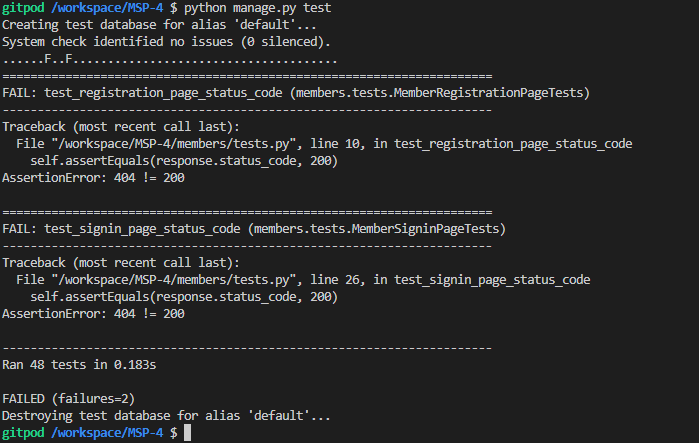 gitpod /workspace/MSP-4 $ python manage.py test
Creating test database for alias 'default'...
System check identified no issues (0 silenced).
......F..F......................................
======================================================================
FAIL: test_registration_page_status_code (members.tests.MemberRegistrationPageTests)
----------------------------------------------------------------------
Traceback (most recent call last):
  File "/workspace/MSP-4/members/tests.py", line 10, in test_registration_page_status_code
    self.assertEquals(response.status_code, 200)
AssertionError: 404 != 200

======================================================================
FAIL: test_signin_page_status_code (members.tests.MemberSigninPageTests)
----------------------------------------------------------------------
Traceback (most recent call last):
  File "/workspace/MSP-4/members/tests.py", line 26, in test_signin_page_status_code
    self.assertEquals(response.status_code, 200)
AssertionError: 404 != 200

----------------------------------------------------------------------
Ran 48 tests in 0.183s

FAILED (failures=2)
Destroying test database for alias 'default'...
gitpod /workspace/MSP-4 $